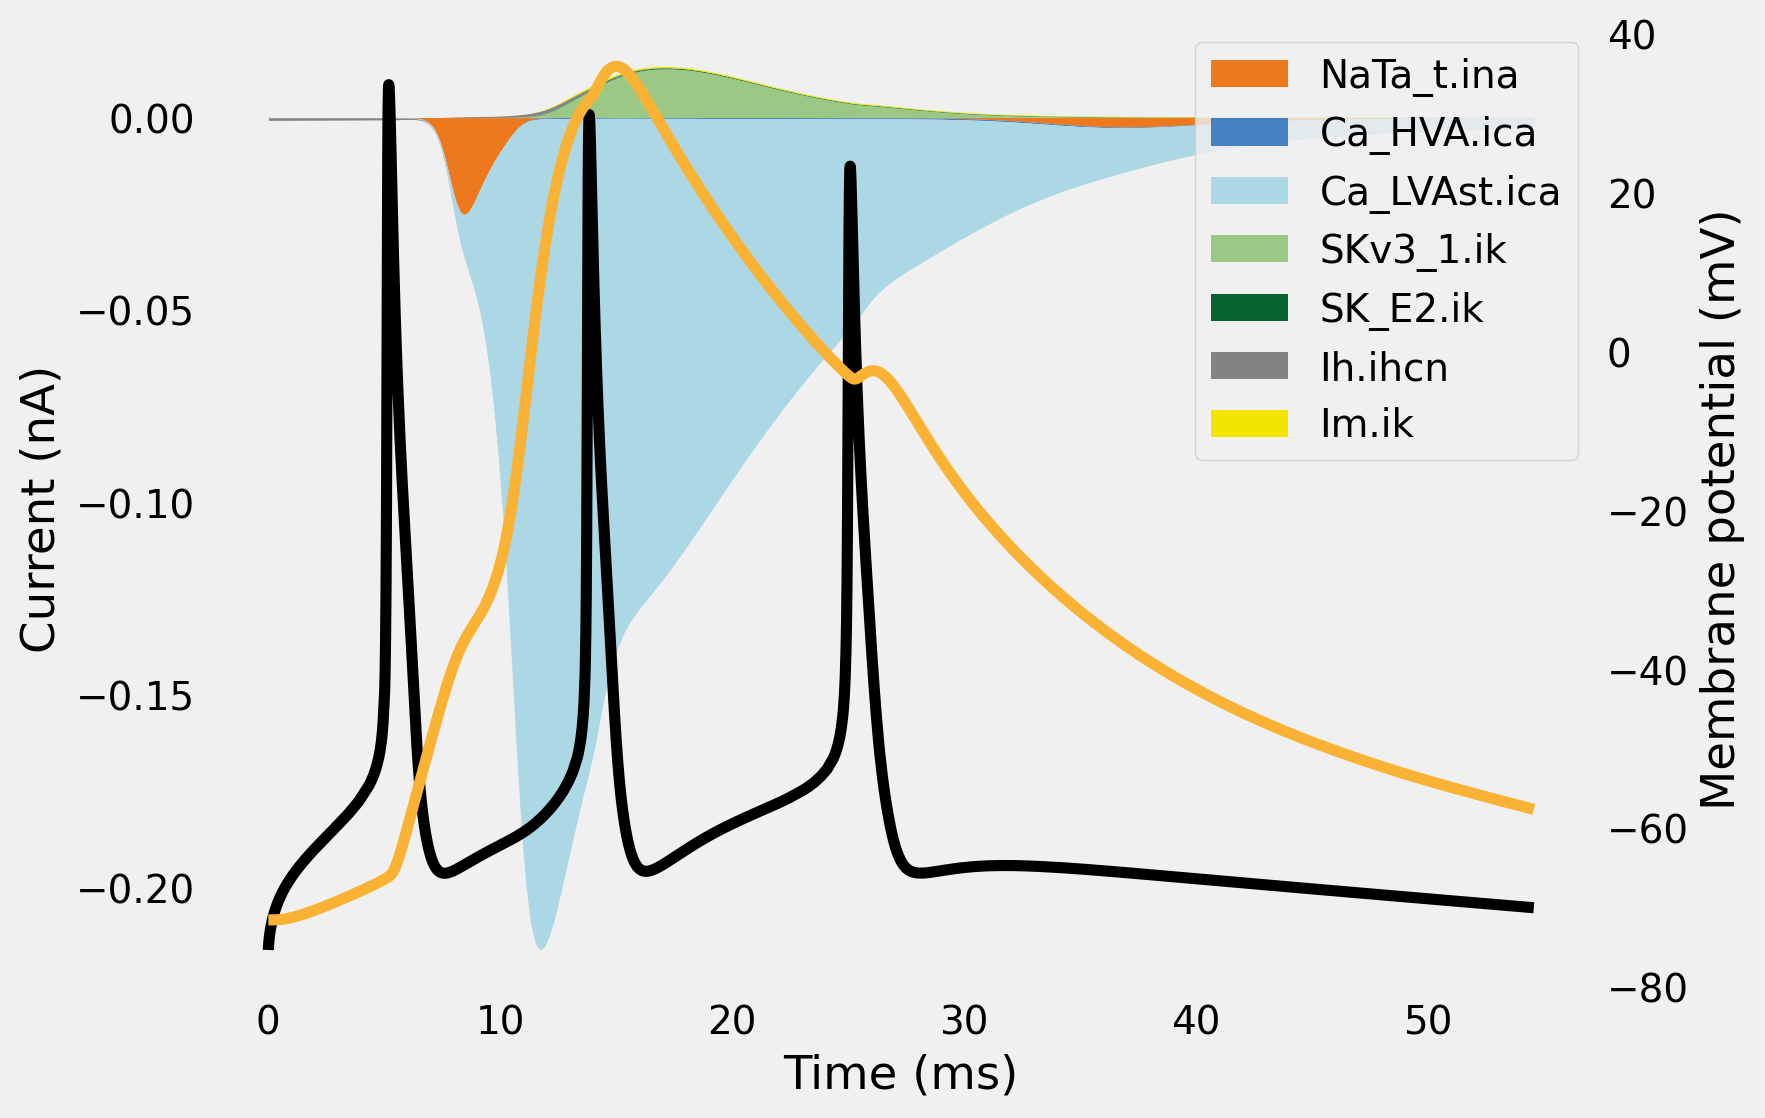 Current (nA)
0.00
−0.05
−0.10
−0.15
−0.20
0
10
20
30
40
50
Time (ms)
40
20
0
−20
−40
−60
−80
Membrane potential (mV)
NaTa_t.ina
Ca_HVA.ica
Ca_LVAst.ica
SKv3_1.ik
SK_E2.ik
Ih.ihcn
Im.ik